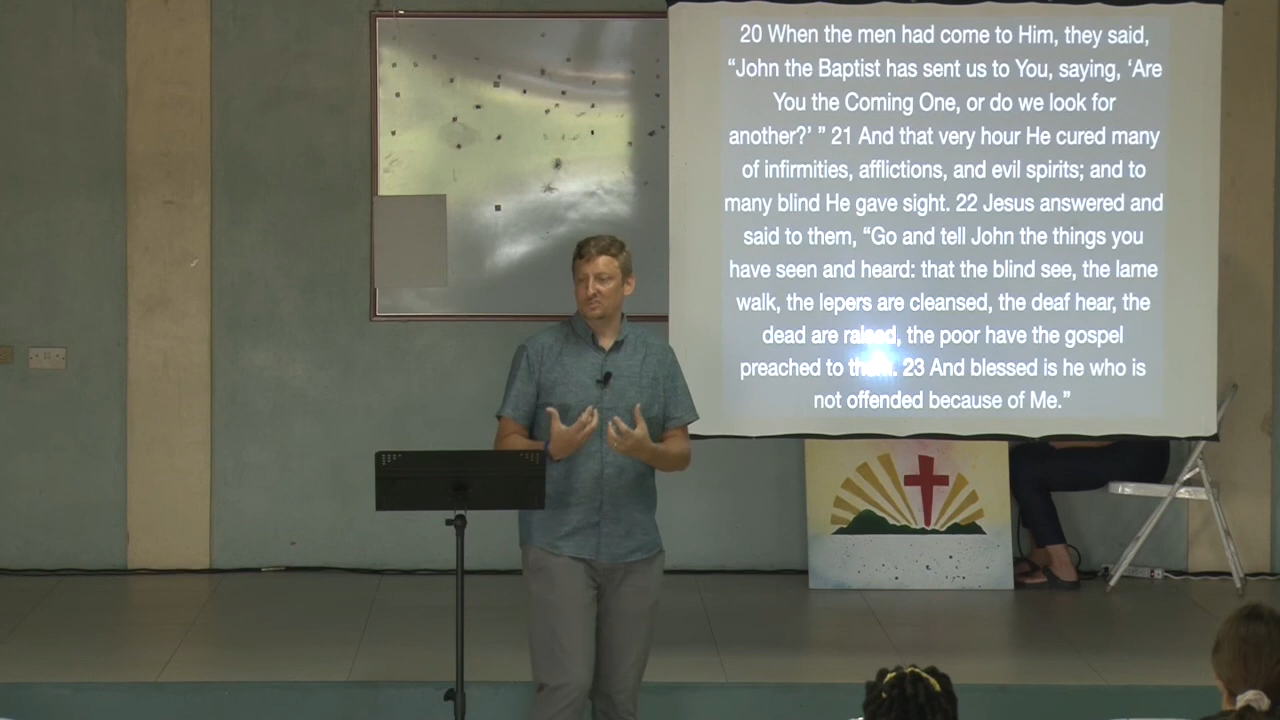 20 When the men had come to Him, they said,
“John the Baptist has sent us to You, saying, ‘Are
You the Coming One, or do we look for
another?’ ” 21 And that very hour He cured many
of infirmities, afflictions, and evil spirits; and to
many blind He gave sight. 22 Jesus answered and
said to them, “Go and tell John the things you
have seen and heard: that the blind see, the lame
walk, the lepers are cleansed, the deaf hear, the
dead are raised, the poor have the gospel
preached to them. 23 And blessed is he who is
not offended because of Me.”